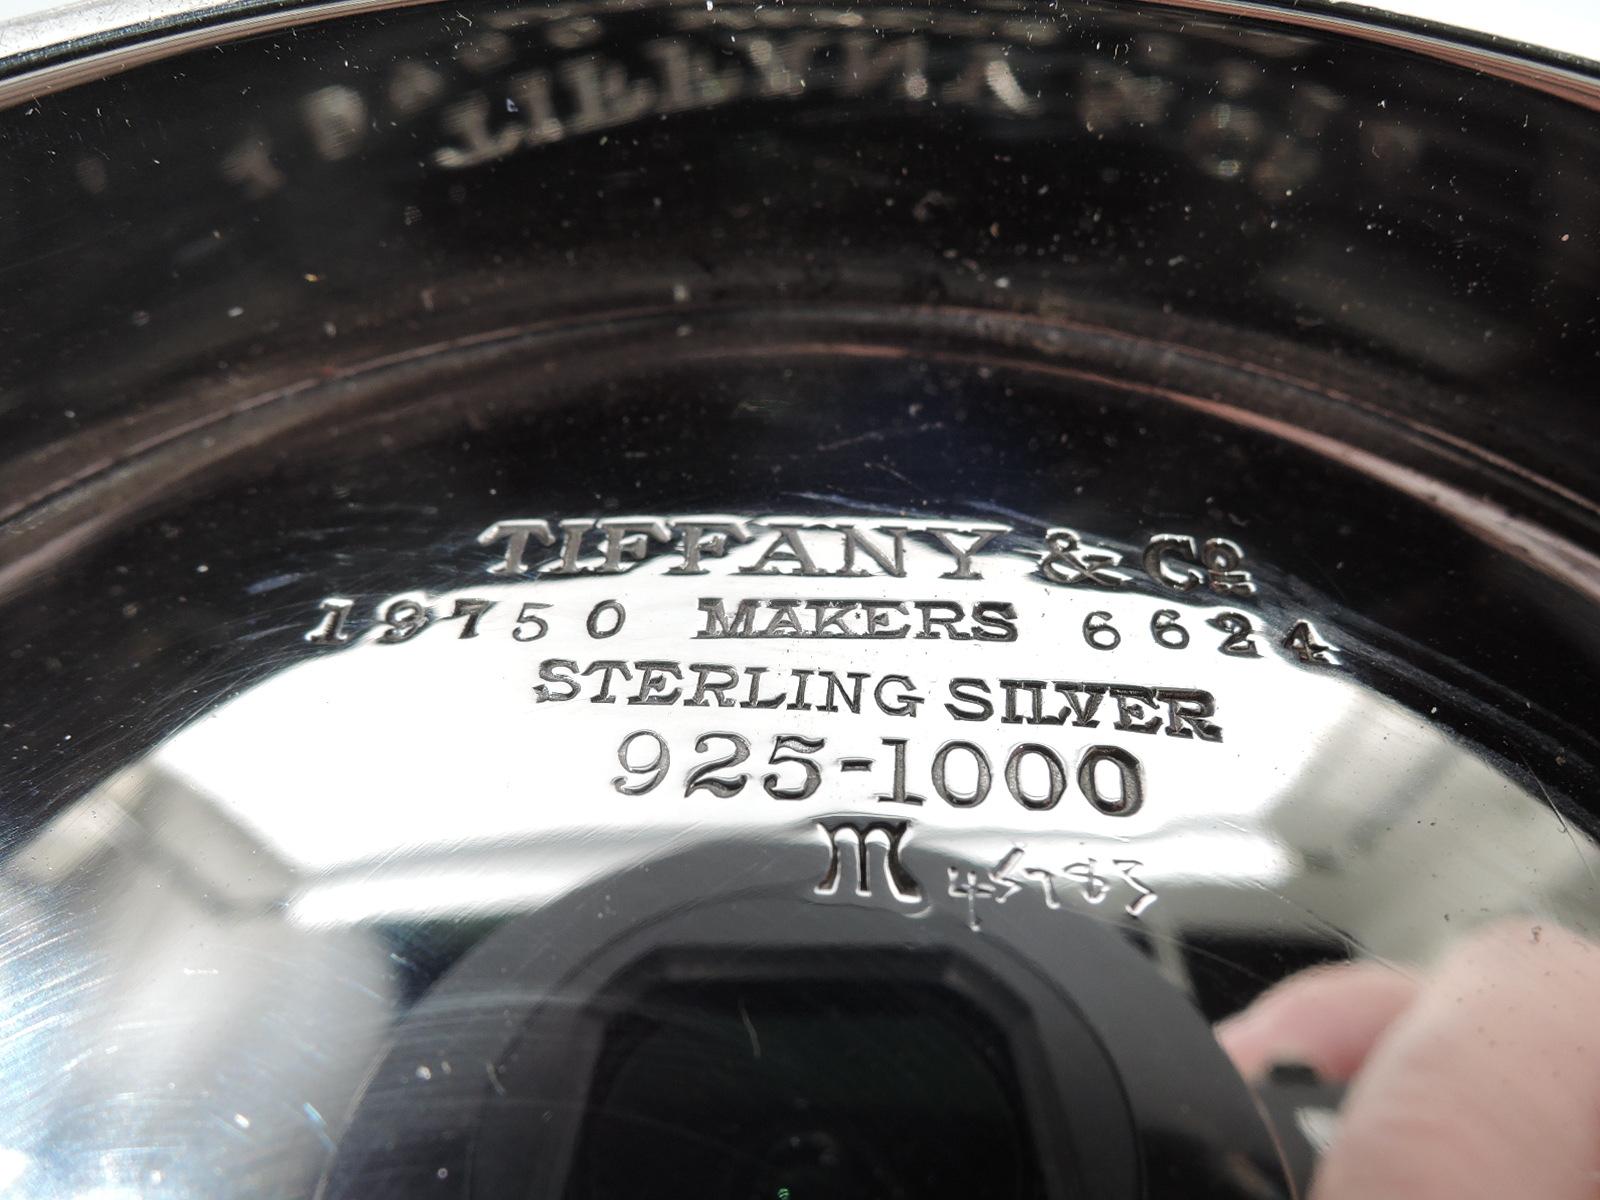 TIFFANY & Cº
19750 MAKERS 6624
STERLING SILVER
925-1000
M